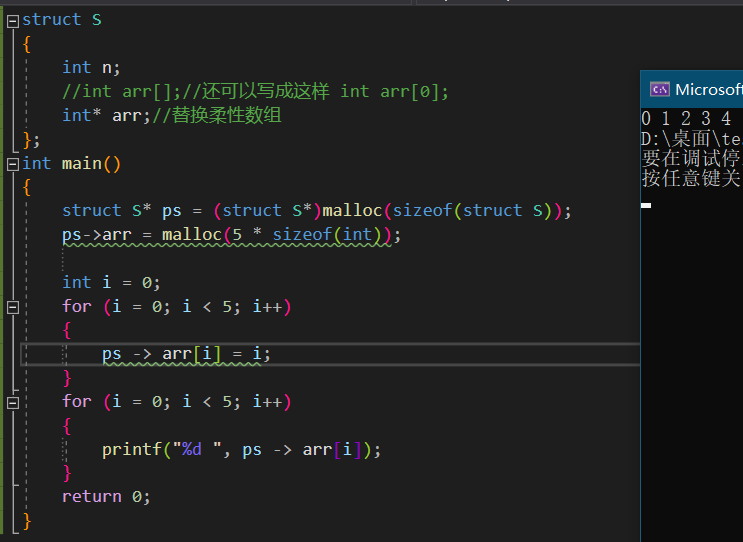 struct S
{
int n;
//int arr[];//还可以写成这样 int arr[0];
int* arr;//替换柔性数组
};
int main()
{
struct S* ps = (struct S*)malloc(sizeof(struct S));
ps->arr = malloc(5 * sizeof(int));
int i = 0;
for (i = 0; i < 5; i++)
{
ps -> arr[i] = i;
}
for (i = 0; i < 5; i++)
{
printf("%d ", ps -> arr[i]);
}
return 0;
}
Microsoft
0 1 2 3 4
D:\桌面\te
要在调试停
按任意键关